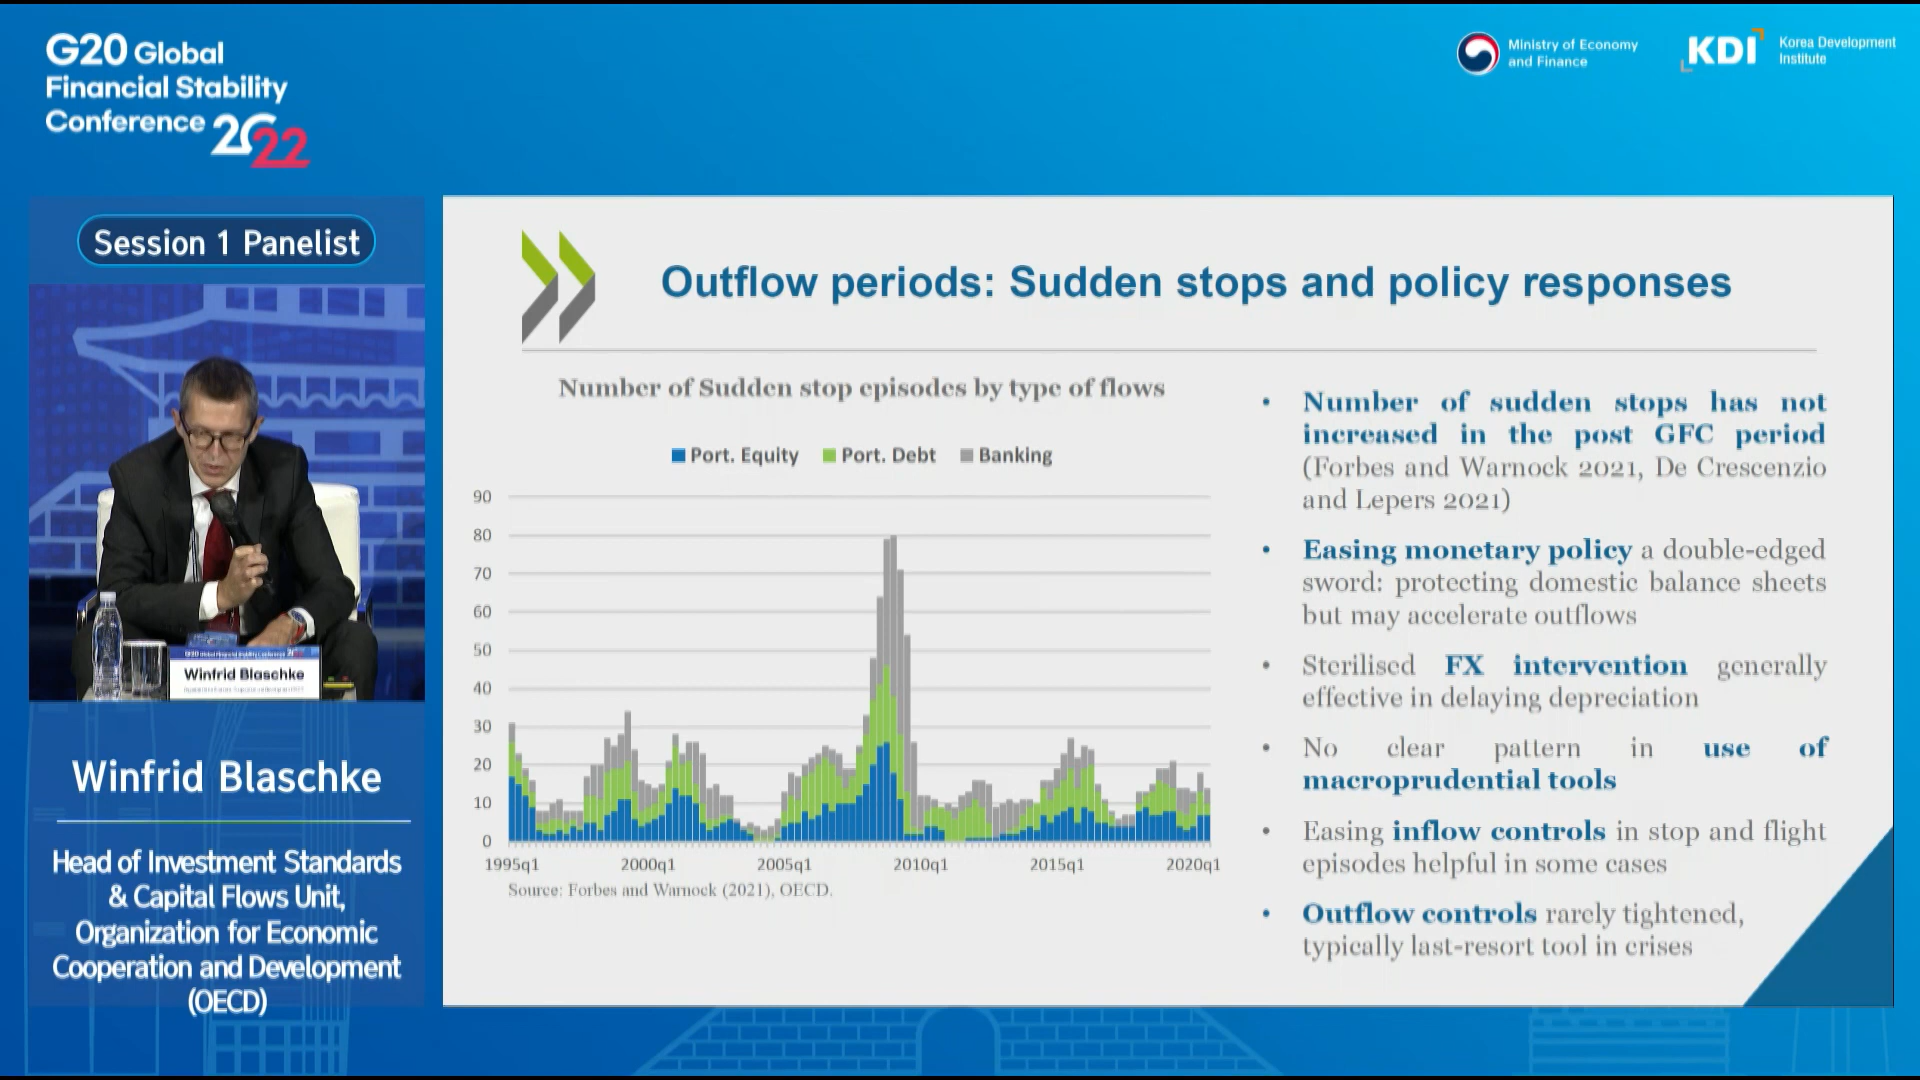 G20 Global
Financial Stability
Conference 2022
Ministry of Economy
and Finance
KDI
Korea Development
Institute
Session 1 Panelist
Winfrid Blaschke
Winfrid Blaschke
Head of Investment Standards
& Capital Flows Unit,
Organization for Economic
Cooperation and Development
(OECD)
Outflow periods: Sudden stops and policy responses
Number of Sudden stop episodes by type of flows
Port. Equity Port. Debt Banking
90
80
70
60
50
40
30
20
10
0
1995q1 2000q1 2005q1 2010q1 2015q1 2020q1
Source: Forbes and Warnock (2021), OECD.
• Number of sudden stops has not
increased in the post GFC period
(Forbes and Warnock 2021, De Crescenzio
and Lepers 2021)
• Easing monetary policy a double-edged
sword: protecting domestic balance sheets
but may accelerate outflows
• Sterilised FX intervention generally
effective in delaying depreciation
• No clear pattern in use of
macroprudential tools
• Easing inflow controls in stop and flight
episodes helpful in some cases
• Outflow controls rarely tightened,
typically last-resort tool in crises